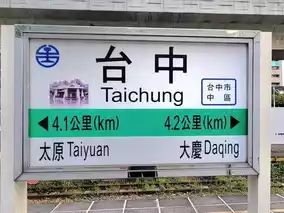 台中
Taichung
台中市
中區
◀4.1公里(km) 4.2公里(km)▶
太原 Taiyuan 大慶 Daqing